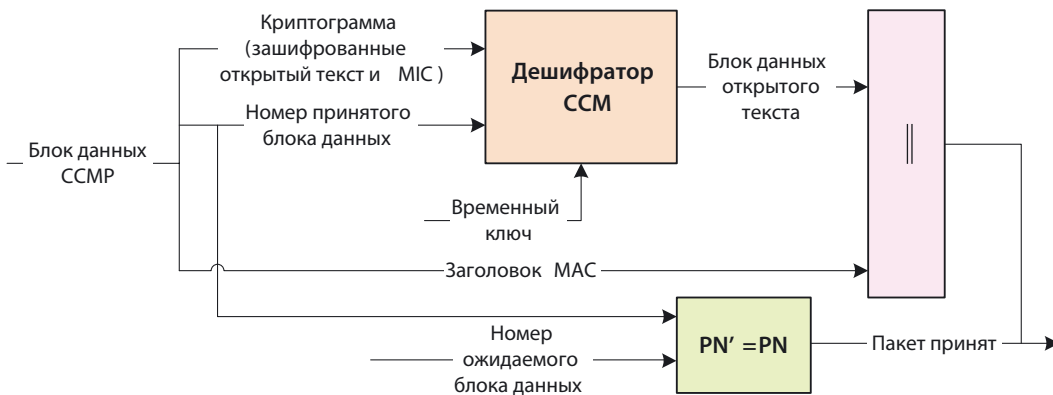 Криптограмма
(зашифрованные
открытый текст и MIC )
Дешифратор
CCM
Блок данных
открытого
текста
||
Номер принятого
блока данных
Блок данных
CCMP
Временный
ключ
Заголовок MAC
Номер
ожидаемого
блока данных
PN' =PN
Пакет принят